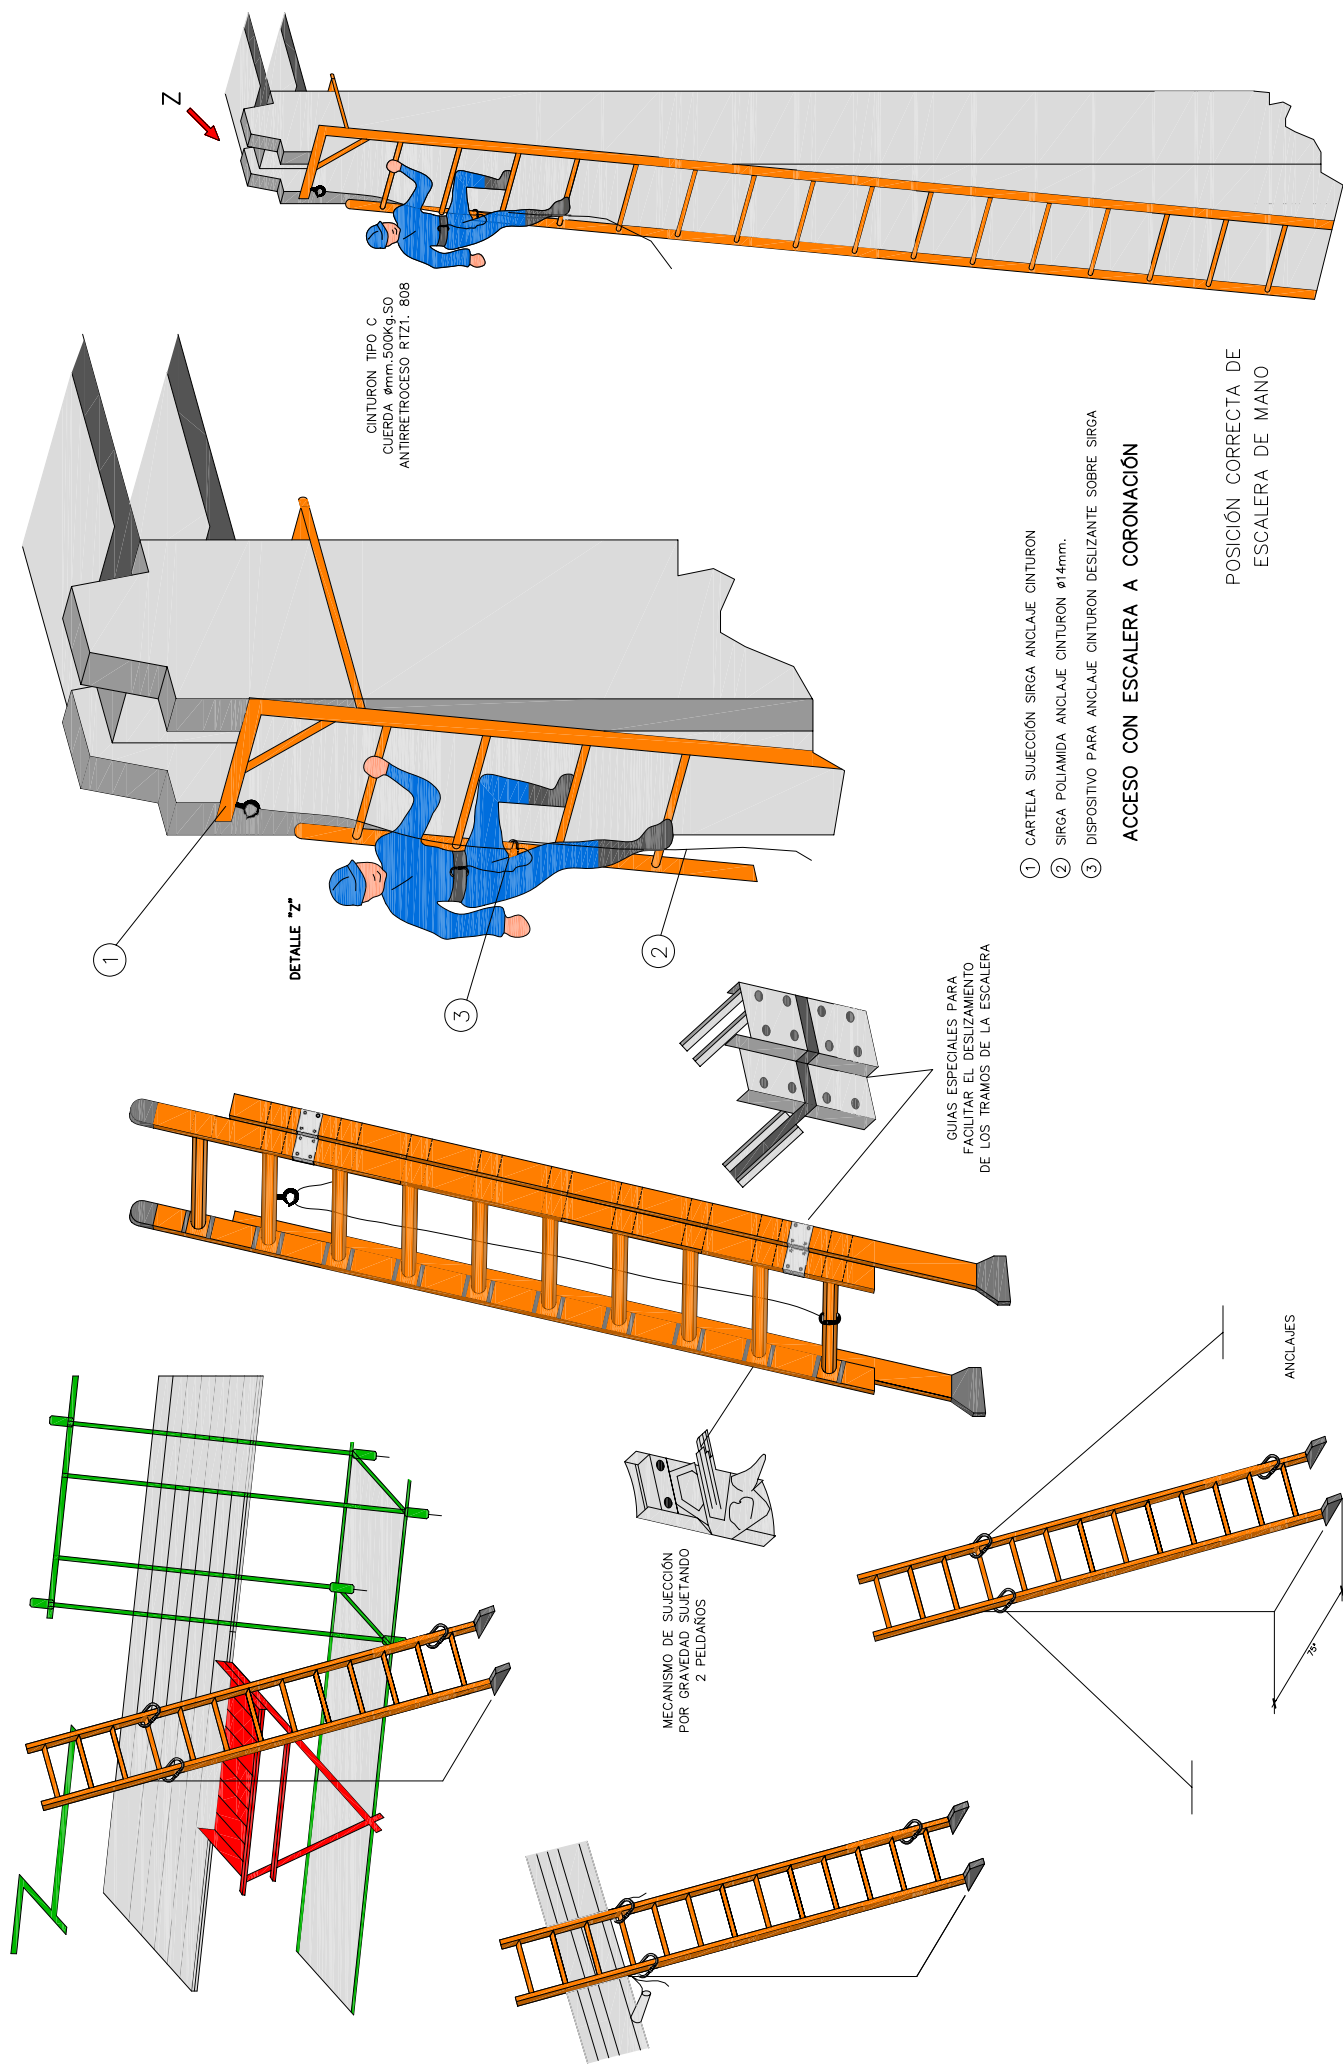 Z
CINTURON TIPO C
CUERDA ømm.500Kg.SO
ANTIRRETROCESO RTZ1. 808
1
DETALLE "Z"
3
2
1 CARTELA SUJECCIÓN SIRGA ANCLAJE CINTURON
2 SIRGA POLIAMIDA ANCLAJE CINTURON ø14mm.
3 DISPOSITIVO PARA ANCLAJE CINTURON DESLIZANTE SOBRE SIRGA
ACCESO CON ESCALERA A CORONACIÓN
POSICIÓN CORRECTA DE
ESCALERA DE MANO
GUIAS ESPECIALES PARA
FACILITAR EL DESLIZAMIENTO
DE LOS TRAMOS DE LA ESCALERA
MECANISMO DE SUJECCIÓN
POR GRAVEDAD SUJETANDO
2 PELDAÑOS
ANCLAJES
75°